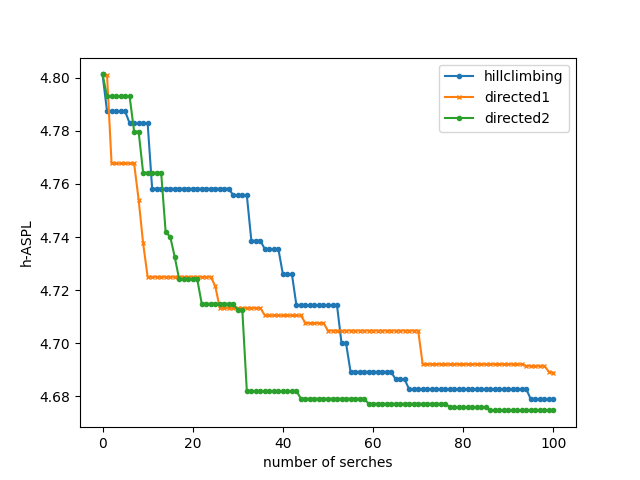 hillclimbing
directed1
directed2
4.80
4.78
4.76
4.74
4.72
4.70
4.68
h-ASPL
0 20 40 60 80 100
number of serches